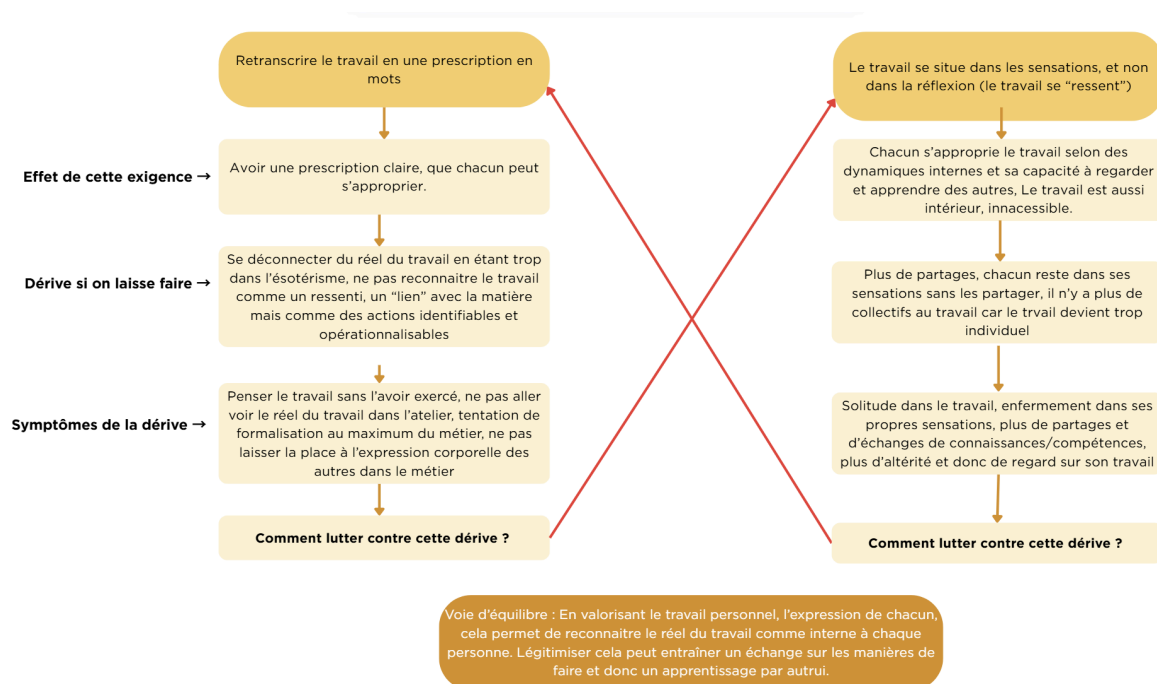 Retranscrire le travail en une prescription en
mots
Le travail se situe dans les sensations, et non
dans la réflexion (le travail se “ressent”)
Effet de cette exigence →
Avoir une prescription claire, que chacun peut
s’approprier.
Chacun s’approprie le travail selon des
dynamiques internes et sa capacité à regarder
et apprendre des autres, Le travail est aussi
intérieur, innacessible.
Dérive si on laisse faire →
Se déconnecter du réel du travail en étant trop
dans l’ésotérisme, ne pas reconnaitre le travail
comme un ressenti, un “lien” avec la matière
mais comme des actions identifiables et
opérationnalisables
Plus de partages, chacun reste dans ses
sensations sans les partager, il n’y a plus de
collectifs au travail car le trvail devient trop
individuel
Symptômes de la dérive →
Penser le travail sans l’avoir exercé, ne pas aller
voir le réel du travail dans l’atelier, tentation de
formalisation au maximum du métier, ne pas
laisser la place à l’expression corporelle des
autres dans le métier
Solitude dans le travail, enfermement dans ses
propres sensations, plus de partages et
d’échanges de connaissances/compétences,
plus d’altérité et donc de regard sur son travail
Comment lutter contre cette dérive ?
Comment lutter contre cette dérive ?
Voie d’équilibre : En valorisant le travail personnel, l’expression de chacun,
cela permet de reconnaitre le réel du travail comme interne à chaque
personne. Légitimiser cela peut entraîner un échange sur les manières de
faire et donc un apprentissage par autrui.